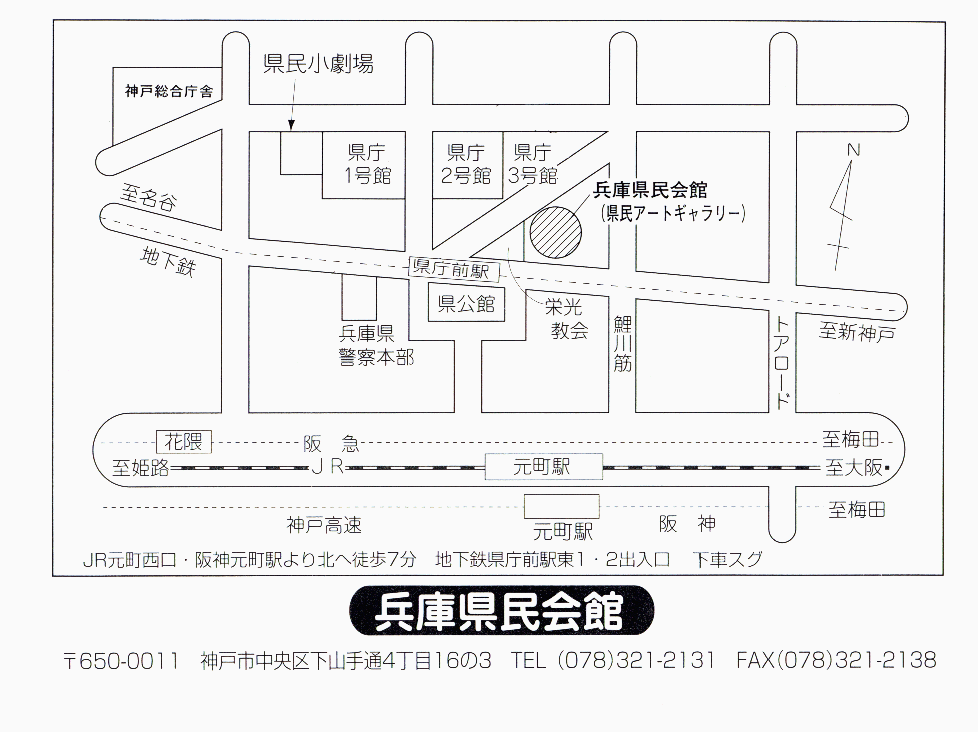 県民小劇場
神戸総合庁舎
N
県庁
1号館
県庁
2号館
県庁
3号館
兵庫県民会館
(県民アートギャラリー)
至名谷
地下鉄
県庁前駅
県公館
栄光
教会
兵庫県
警察本部
鯉川筋
トアロード
至新神戸
花隈
阪 急
至梅田
至姫路
JR
元町駅
至大阪
神戸高速
元町駅
阪 神
至梅田
JR元町西口・阪神元町駅より北へ徒歩7分 地下鉄県庁前駅東1・2出入口 下車スグ
兵庫県民会館
〒650-0011 神戸市中央区下山手通4丁目16の3 TEL (078)321-2131 FAX(078)321-2138